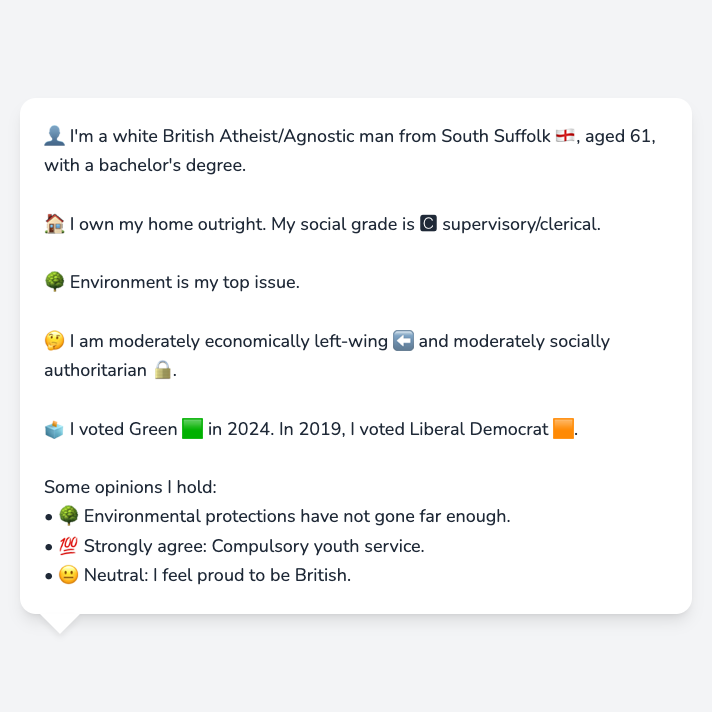 👤 I'm a white British Atheist/Agnostic man from South Suffolk 🏴󠁧󠁢󠁥󠁮󠁧󠁿, aged 61,
with a bachelor's degree.
🏠 I own my home outright. My social grade is 🅲 supervisory/clerical.
🌳 Environment is my top issue.
🤔 I am moderately economically left-wing ⬅️ and moderately socially
authoritarian 🔒.
🗳️ I voted Green 🟩 in 2024. In 2019, I voted Liberal Democrat 🟧.
Some opinions I hold:
• 🌳 Environmental protections have not gone far enough.
• 💯 Strongly agree: Compulsory youth service.
• 😐 Neutral: I feel proud to be British.